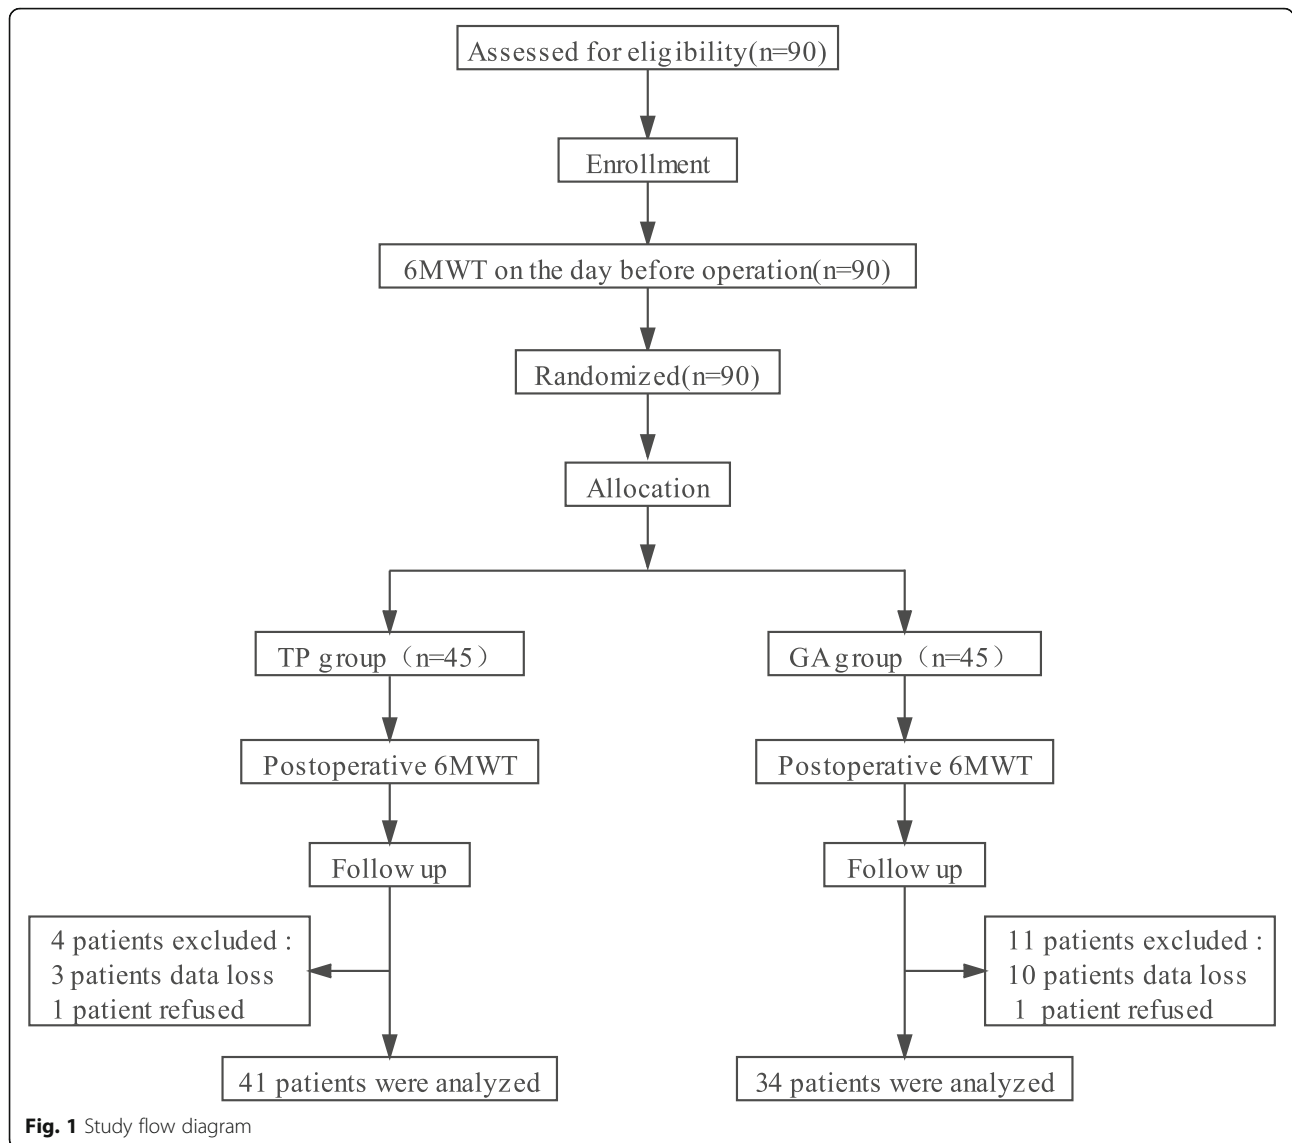 Assessed for eligibility(n=90)
Enrollment
6MWT on the day before operation(n=90)
Randomized(n=90)
Allocation
TP group（n=45）
GA group（n=45）
Postoperative 6MWT
Postoperative 6MWT
Follow up
Follow up
4 patients excluded :
3 patients data loss
1 patient refused
11 patients excluded :
10 patients data loss
1 patient refused
41 patients were analyzed
34 patients were analyzed
Fig. 1 Study flow diagram